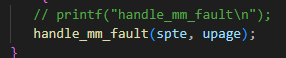 // printf("handle_mm_fault\n");
handle_mm_fault(spte, upage);
}